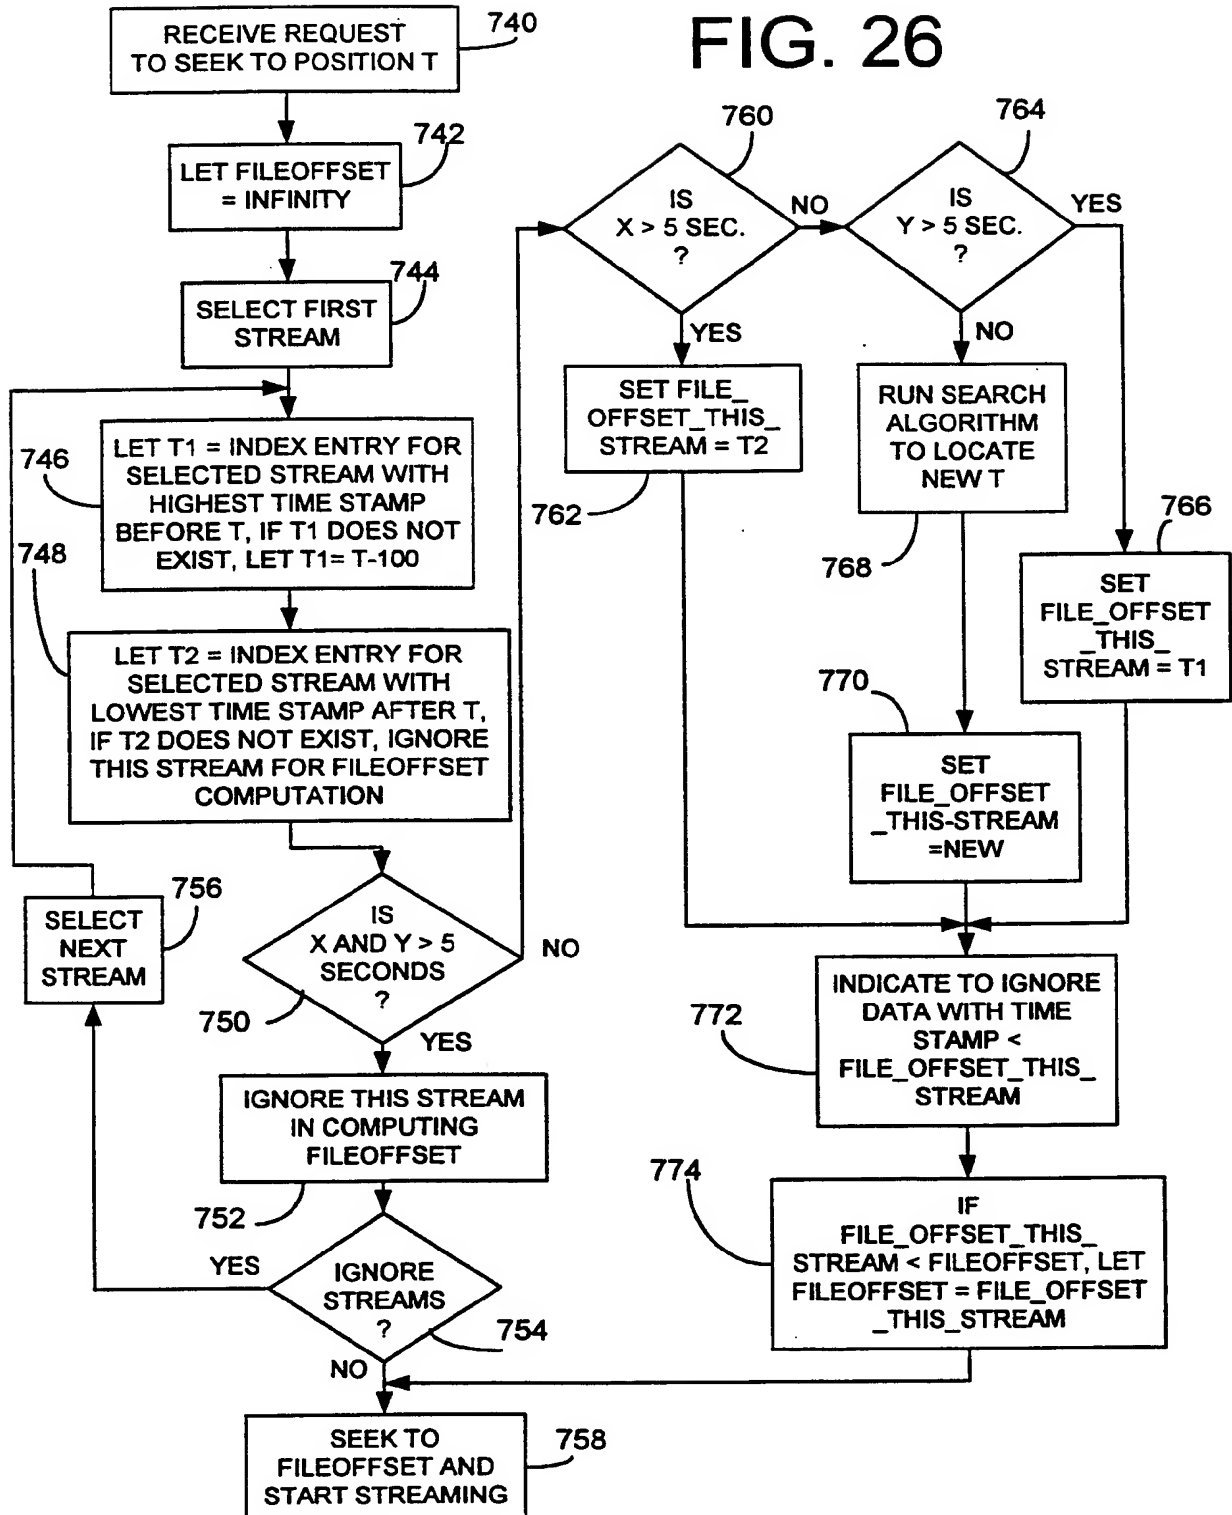 FIG. 26
740
RECEIVE REQUEST
TO SEEK TO POSITION T
742
LET FILEOFFSET
= INFINITY
744
SELECT FIRST
STREAM
746
LET T1 = INDEX ENTRY FOR
SELECTED STREAM WITH
HIGHEST TIME STAMP
BEFORE T, IF T1 DOES NOT
EXIST, LET T1= T-100
748
LET T2 = INDEX ENTRY FOR
SELECTED STREAM WITH
LOWEST TIME STAMP AFTER T,
IF T2 DOES NOT EXIST, IGNORE
THIS STREAM FOR FILEOFFSET
COMPUTATION
756
SELECT
NEXT
STREAM
IS
X AND Y > 5
SECONDS
?
NO
750
YES
IGNORE THIS STREAM
IN COMPUTING
FILEOFFSET
752
YES
IGNORE
STREAMS
?
754
NO
SEEK TO
FILEOFFSET AND
START STREAMING
758
760
IS
X > 5 SEC.
?
NO
YES
764
IS
Y > 5 SEC.
?
YES
NO
SET FILE_
OFFSET_THIS_
STREAM = T2
762
RUN SEARCH
ALGORITHM
TO LOCATE
NEW T
768
766
SET
FILE_OFFSET
_THIS_
STREAM = T1
770
SET
FILE_OFFSET
_THIS-STREAM
=NEW
772
INDICATE TO IGNORE
DATA WITH TIME
STAMP <
FILE_OFFSET_THIS_
STREAM
774
IF
FILE_OFFSET_THIS_
STREAM < FILEOFFSET, LET
FILEOFFSET = FILE_OFFSET
_THIS_STREAM